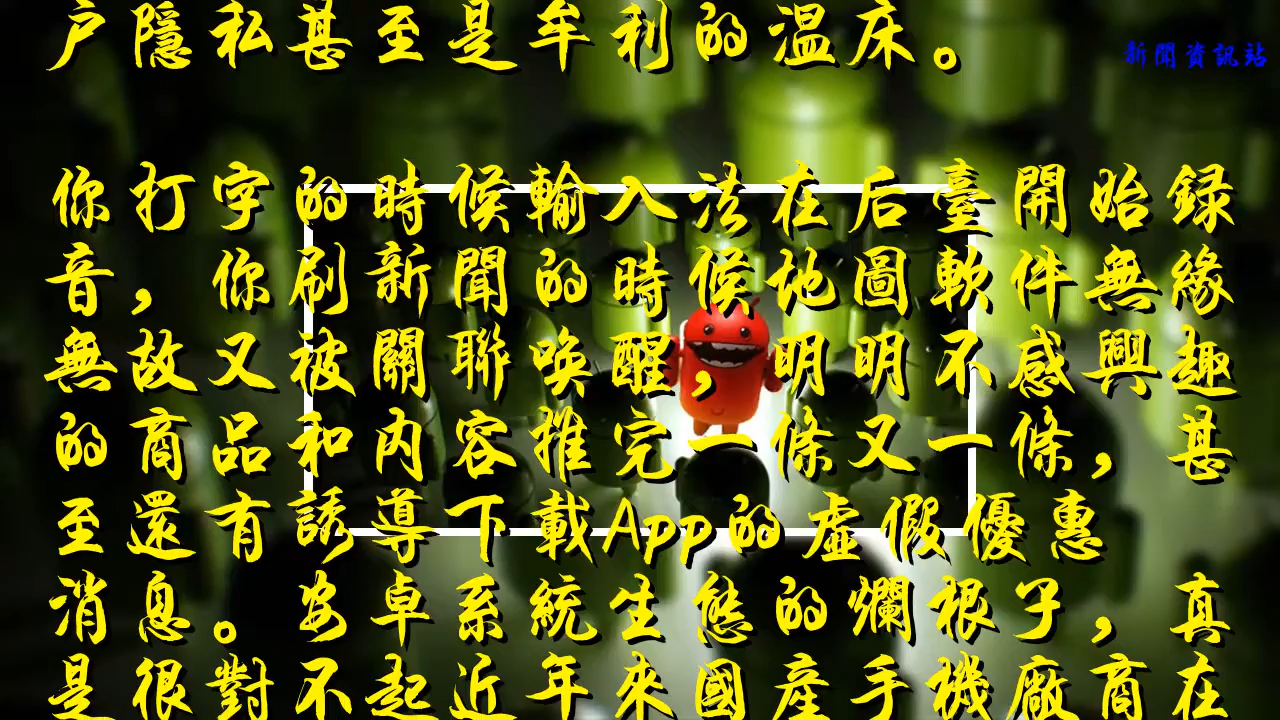 户隱私甚至是牟利的溫床。
新聞資訊站
你打字的時候輸入法在后臺開始録
音，你刷新聞的時候地圖軟件無緣
無故又被關聯唤醒，明明不感興趣
的商品和内容推完一條又一條，甚
至還有誘導下載App的虛假優惠
消息。安卓系統生態的爛根子，真
是很對不起近年來國産手機廠商在